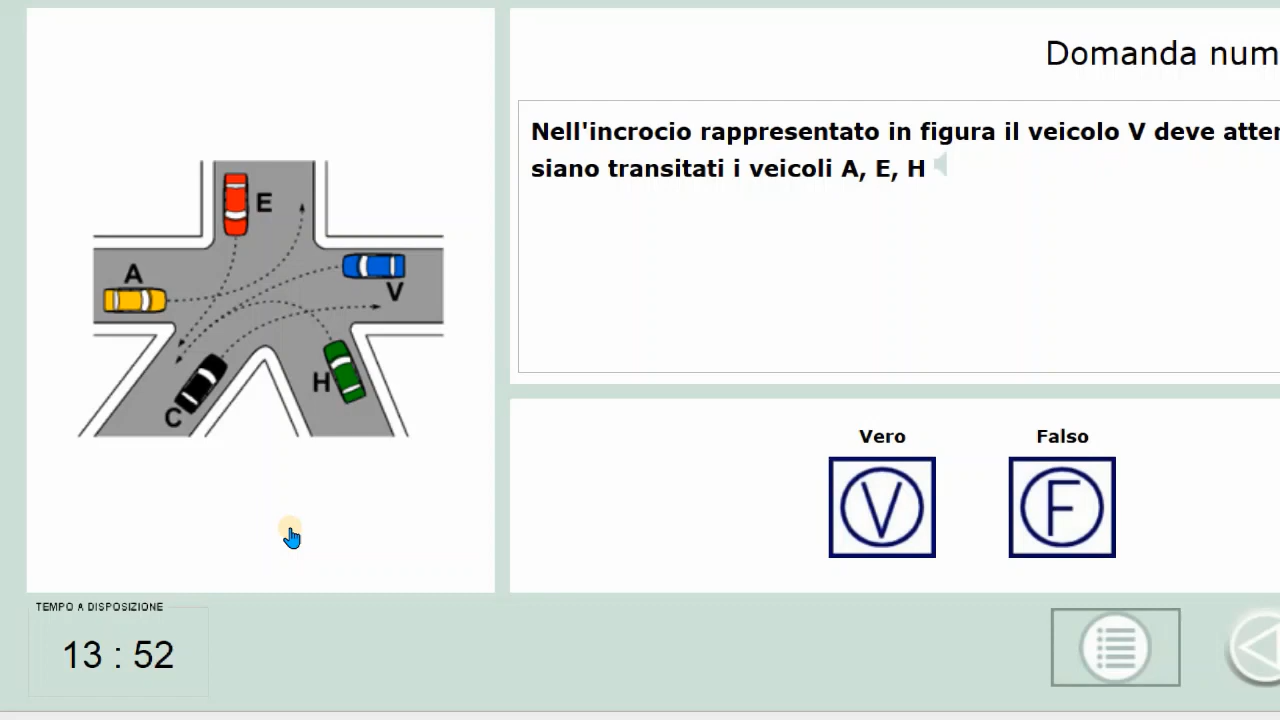 Domanda num
Nell'incrocio rappresentato in figura il veicolo V deve atten
siano transitati i veicoli A, E, H
E
A
V
H
C
Vero
Falso
V
F
TEMPO A DISPOSIZIONE
13 : 52